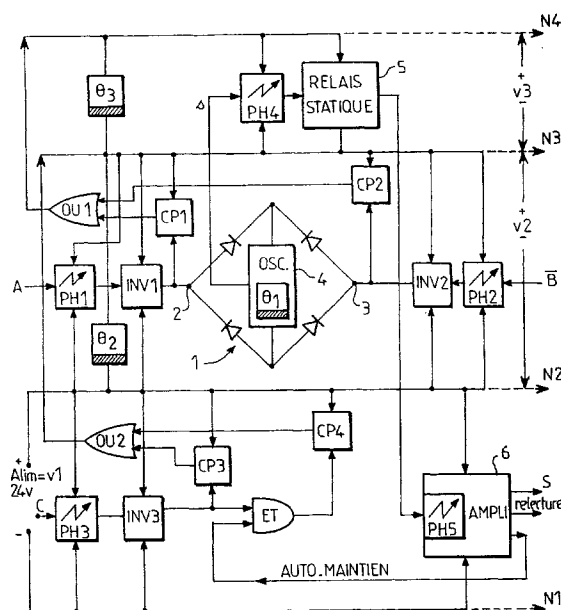 N4
θ3
PH4
RELAIS
STATIQUE
5
+
v3
-
N3
OU1
CP1
CP2
+
v2
-
A
PH1
INV1
2
OSC.
4
θ1
3
1
INV2
PH2
B̅
θ2
N2
OU2
CP3
CP4
+
Alim=v1
24v
-
C
PH3
INV3
ET
6
PH5
AMPLI
S
relecture
AUTO.MAINTIEN
N1